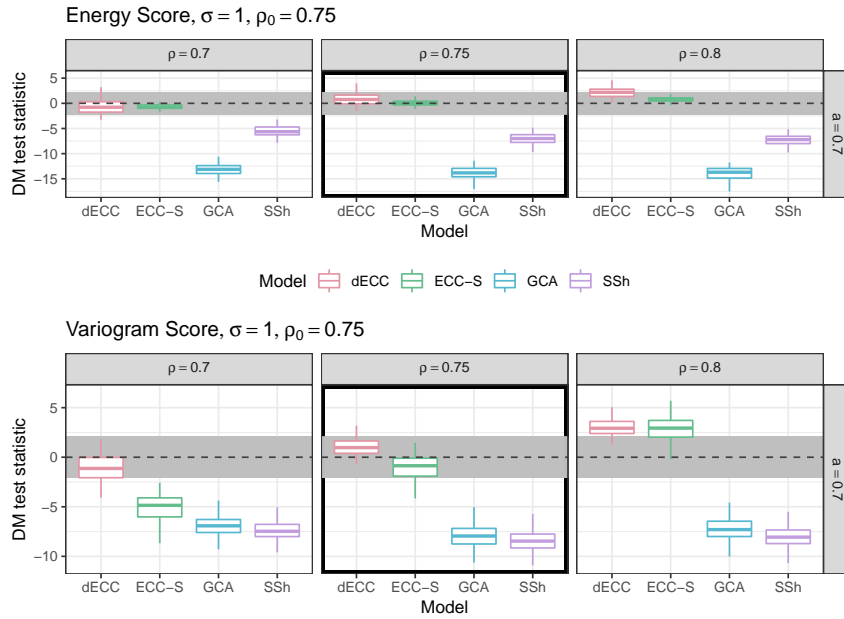 Energy Score, σ = 1, ρ₀ = 0.75
ρ = 0.7 ρ = 0.75 ρ = 0.8
DM test statistic
5
0
−5
−10
−15
a = 0.7
dECC ECC−S GCA SSh dECC ECC−S GCA SSh dECC ECC−S GCA SSh
Model
Model dECC ECC−S GCA SSh
Variogram Score, σ = 1, ρ₀ = 0.75
ρ = 0.7 ρ = 0.75 ρ = 0.8
DM test statistic
5
0
−5
−10
a = 0.7
dECC ECC−S GCA SSh dECC ECC−S GCA SSh dECC ECC−S GCA SSh
Model